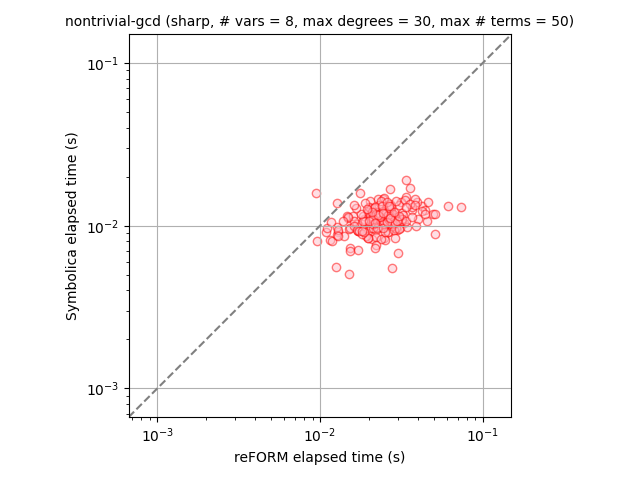 nontrivial-gcd (sharp, # vars = 8, max degrees = 30, max # terms = 50)
Symbolica elapsed time (s)
10⁻¹
10⁻²
10⁻³
10⁻³ 10⁻² 10⁻¹
reFORM elapsed time (s)